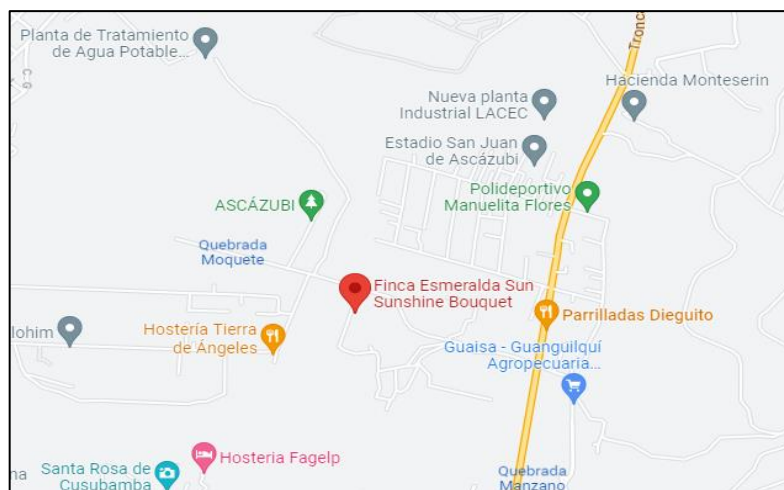 Planta de Tratamiento
de Agua Potable...
C-G
Tronca
Hacienda Monteserin
Nueva planta
Industrial LACEC
Estadio San Juan
de Ascázubi
Polideportivo
Manuelita Flores
ASCÁZUBI
Quebrada
Moquete
Finca Esmeralda Sun
Sunshine Bouquet
Parrilladas Dieguito
lohim
Hostería Tierra
de Ángeles
Guaisa - Guanguilquí
Agropecuaria...
Hosteria Fagelp
na
Santa Rosa de
Cusubamba
Quebrada
Manzano